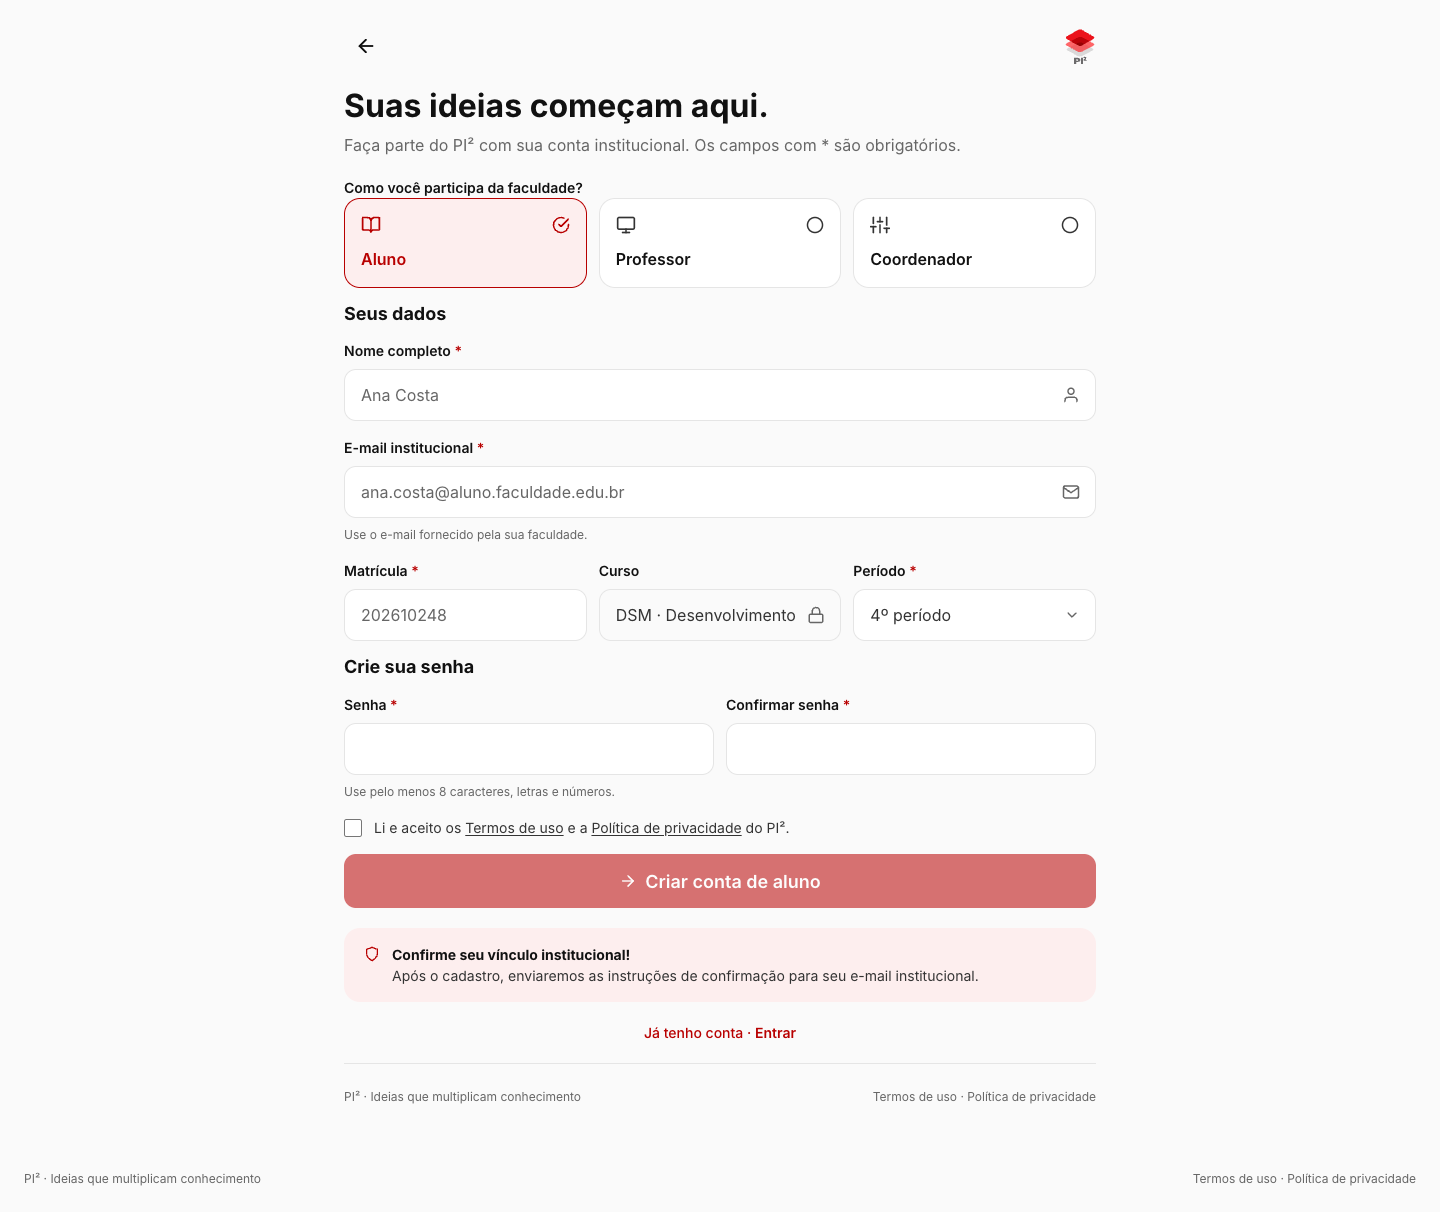 PI²
Suas ideias começam aqui.
Faça parte do PI² com sua conta institucional. Os campos com * são obrigatórios.
Como você participa da faculdade?
Aluno
Professor
Coordenador
Seus dados
Nome completo *
Ana Costa
E-mail institucional *
ana.costa@aluno.faculdade.edu.br
Use o e-mail fornecido pela sua faculdade.
Matrícula *
Curso
Período *
202610248
DSM · Desenvolvimento
4º período
Crie sua senha
Senha *
Confirmar senha *
Use pelo menos 8 caracteres, letras e números.
Li e aceito os Termos de uso e a Política de privacidade do PI².
Criar conta de aluno
Confirme seu vínculo institucional!
Após o cadastro, enviaremos as instruções de confirmação para seu e-mail institucional.
Já tenho conta · Entrar
PI² · Ideias que multiplicam conhecimento
Termos de uso · Política de privacidade
PI² · Ideias que multiplicam conhecimento
Termos de uso · Política de privacidade